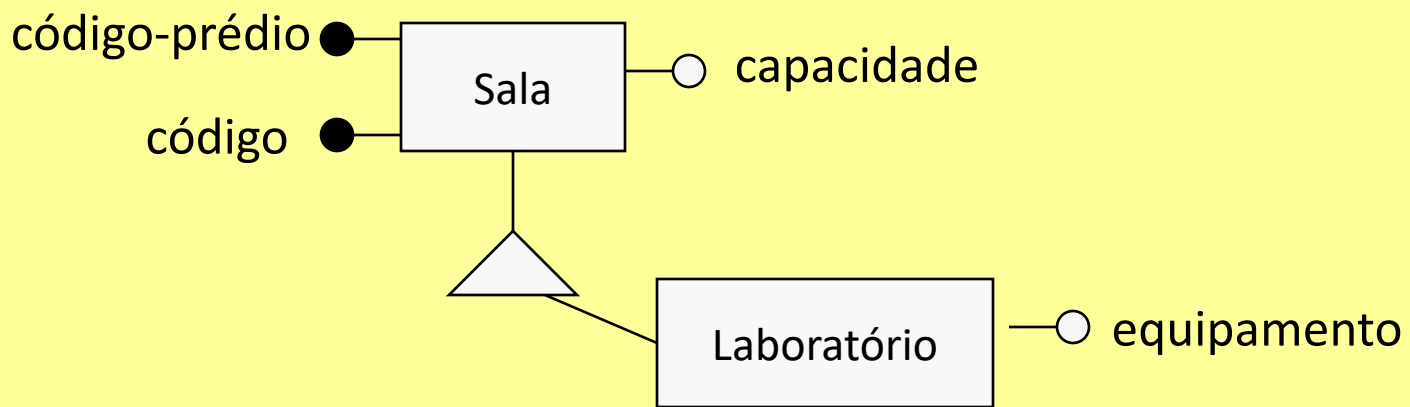 código-prédio
Sala
capacidade
código
Laboratório
equipamento